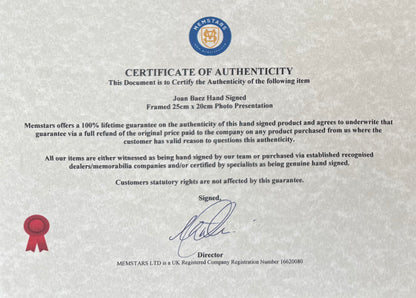 MEMSTARS
CERTIFICATE OF AUTHENTICITY
This Document is to Certify the Authenticity of the following item
Joan Baez Hand Signed
Framed 25cm x 20cm Photo Presentation
Memstars offers a 100% lifetime guarantee on the authenticity of this hand signed product and agrees to underwrite that
guarantee via a full refund of the original price paid to the company on any product purchased from us where the
customer has valid reason to questions this authenticity.
All our items are either witnessed as being hand signed by our team or purchased via established recognised
dealers/memorabilia companies and/or certified by specialists as being genuine hand signed.
Customers statutory rights are not affected by this guarantee.
Signed,
Director
MEMSTARS LTD is a UK Registered Company Registration Number 16620080